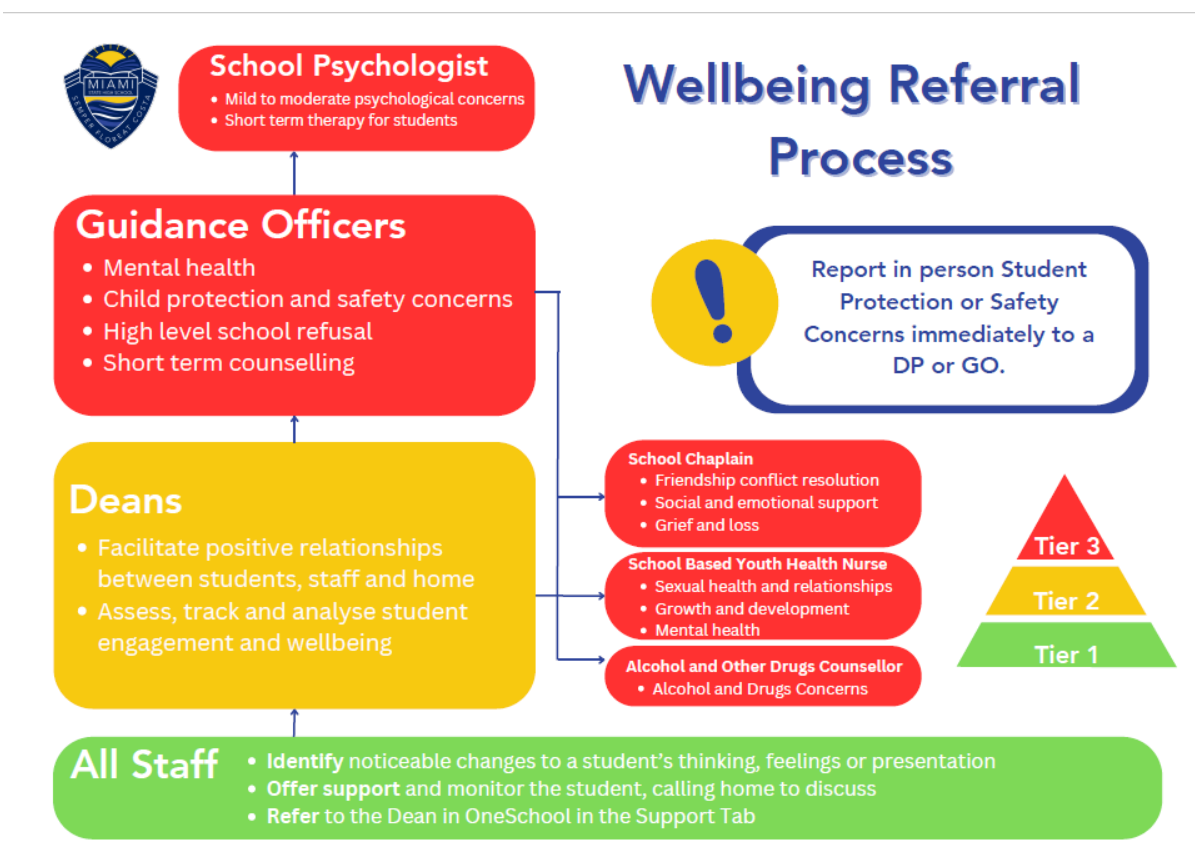 MIAMI
STATE HIGH SCHOOL
SEMPER FLOREAT COSTA
School Psychologist
• Mild to moderate psychological concerns
• Short term therapy for students
Wellbeing Referral
Process
Guidance Officers
• Mental health
• Child protection and safety concerns
• High level school refusal
• Short term counselling
!
Report in person Student
Protection or Safety
Concerns immediately to a
DP or GO.
Deans
• Facilitate positive relationships
between students, staff and home
• Assess, track and analyse student
engagement and wellbeing
School Chaplain
• Friendship conflict resolution
• Social and emotional support
• Grief and loss
School Based Youth Health Nurse
• Sexual health and relationships
• Growth and development
• Mental health
Alcohol and Other Drugs Counsellor
• Alcohol and Drugs Concerns
Tier 3
Tier 2
Tier 1
All Staff
• Identify noticeable changes to a student's thinking, feelings or presentation
• Offer support and monitor the student, calling home to discuss
• Refer to the Dean in OneSchool in the Support Tab